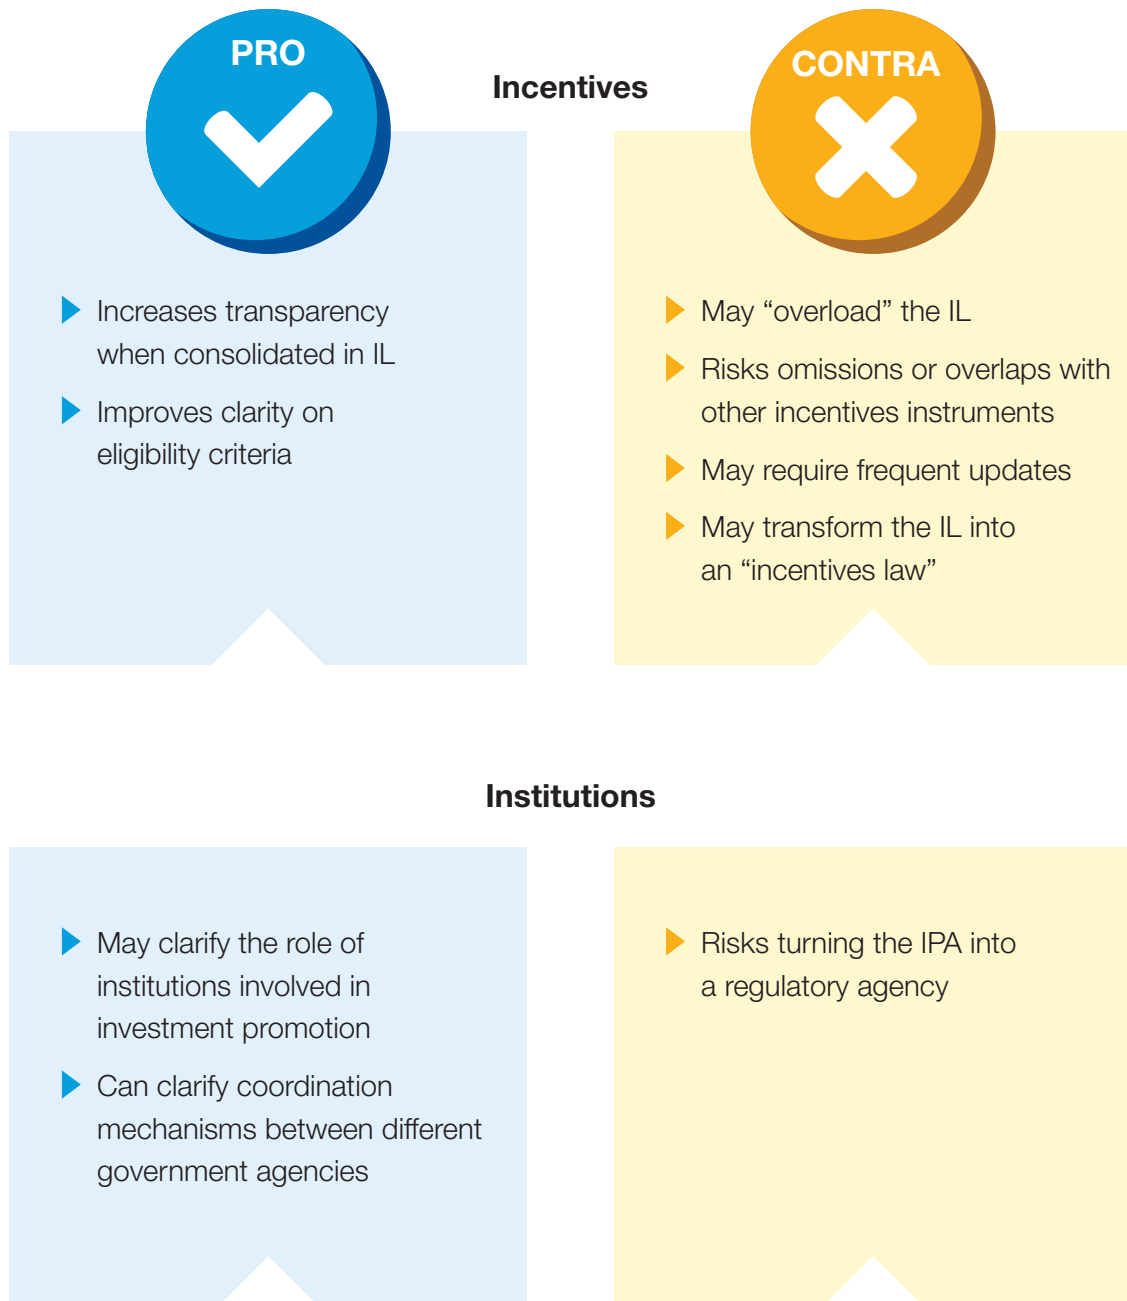 PRO
Incentives
CONTRA
Increases transparency
when consolidated in IL
Improves clarity on
eligibility criteria
May “overload” the IL
Risks omissions or overlaps with
other incentives instruments
May require frequent updates
May transform the IL into
an “incentives law”
Institutions
May clarify the role of
institutions involved in
investment promotion
Can clarify coordination
mechanisms between different
government agencies
Risks turning the IPA into
a regulatory agency